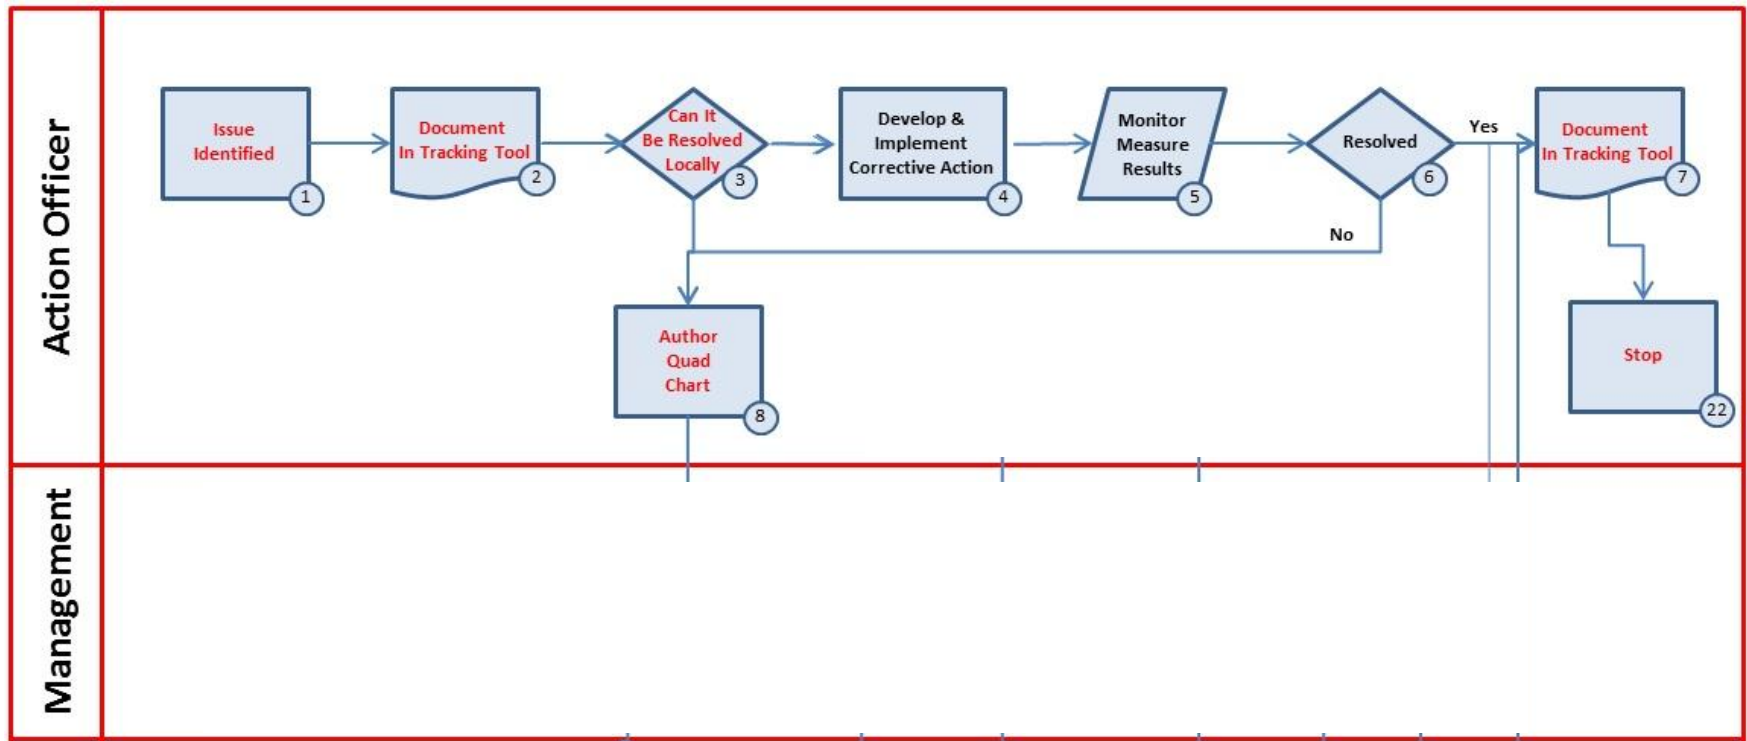 Action Officer
Issue
Identified
1
Document
In Tracking Tool
2
Can It
Be Resolved
Locally
3
Develop &
Implement
Corrective Action
4
Monitor
Measure
Results
5
Resolved
6
Yes
No
Document
In Tracking Tool
7
Author
Quad
Chart
8
Stop
22
Management